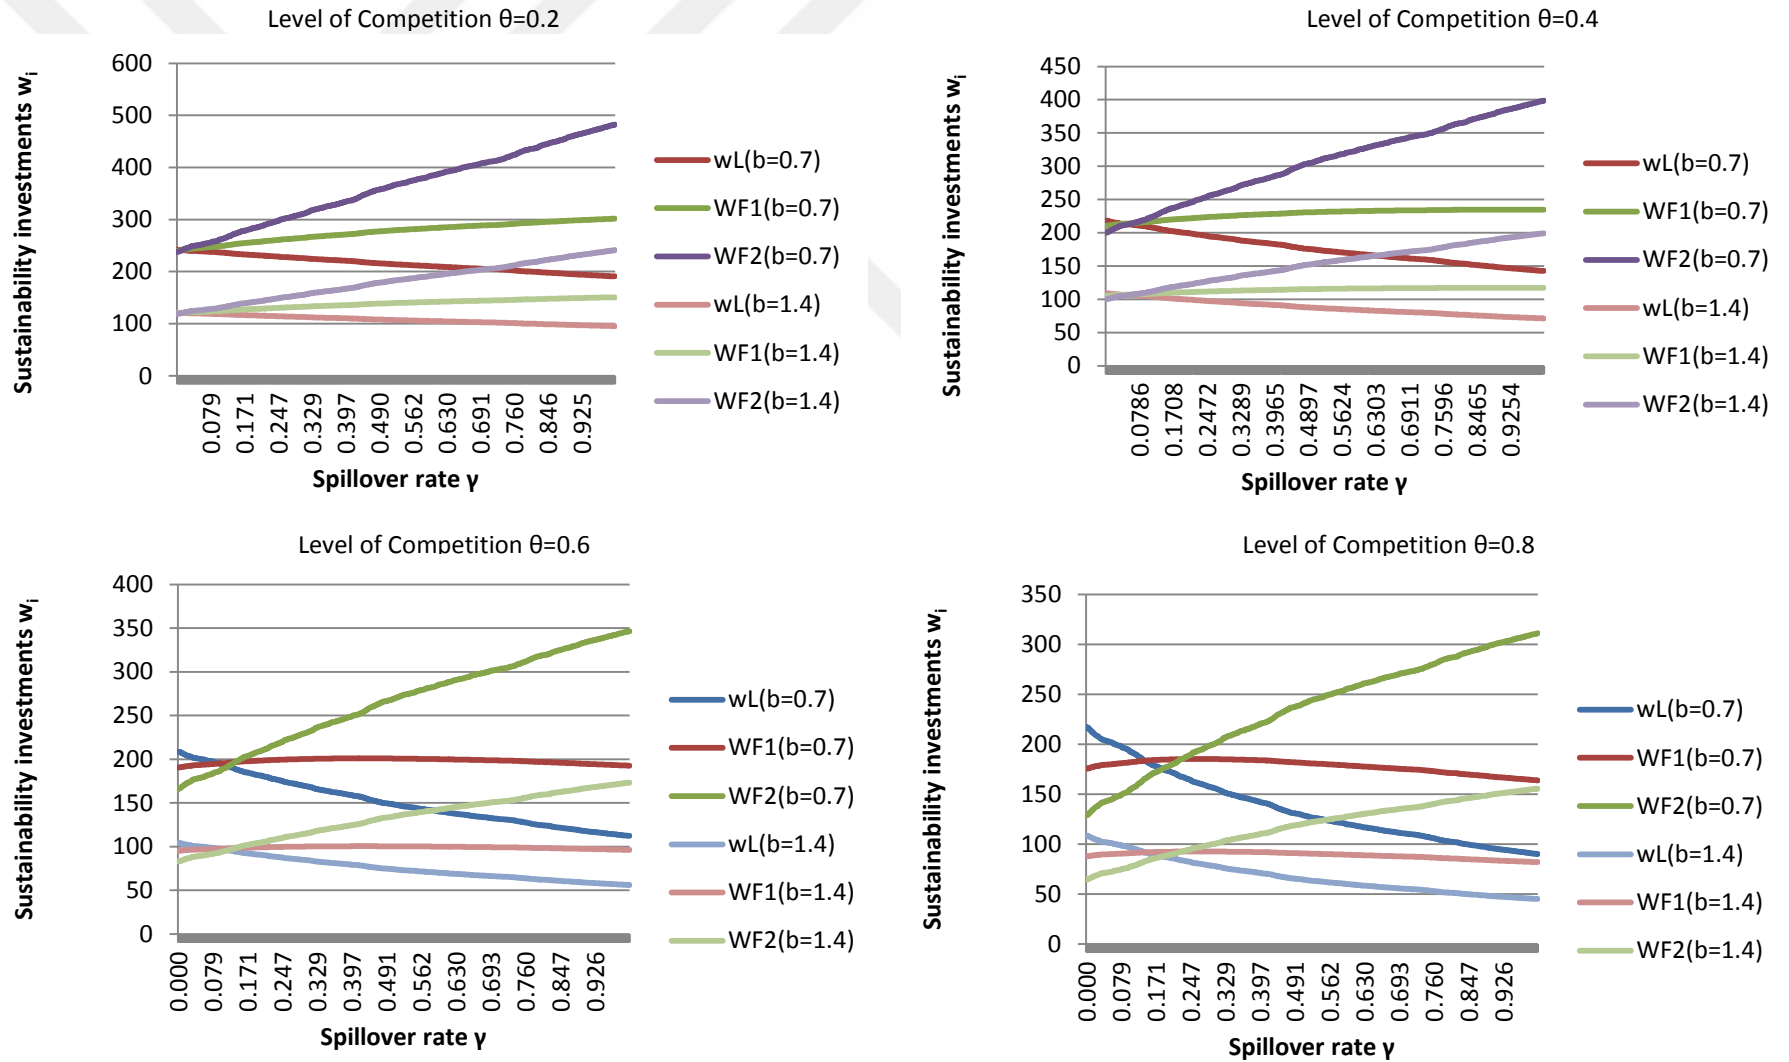 Level of Competition θ=0.2
Sustainability investments wi
600
500
400
300
200
100
0
0.079
0.171
0.247
0.329
0.397
0.490
0.562
0.630
0.691
0.760
0.846
0.925
Spillover rate γ
wL(b=0.7)
WF1(b=0.7)
WF2(b=0.7)
wL(b=1.4)
WF1(b=1.4)
WF2(b=1.4)
Level of Competition θ=0.4
Sustainability investments wi
450
400
350
300
250
200
150
100
50
0
0.0786
0.1708
0.2472
0.3289
0.3965
0.4897
0.5624
0.6303
0.6911
0.7596
0.8465
0.9254
Spillover rate γ
wL(b=0.7)
WF1(b=0.7)
WF2(b=0.7)
wL(b=1.4)
WF1(b=1.4)
WF2(b=1.4)
Level of Competition θ=0.6
Sustainability investments wi
400
350
300
250
200
150
100
50
0
0.000
0.079
0.171
0.247
0.329
0.397
0.491
0.562
0.630
0.693
0.760
0.847
0.926
Spillover rate γ
wL(b=0.7)
WF1(b=0.7)
WF2(b=0.7)
wL(b=1.4)
WF1(b=1.4)
WF2(b=1.4)
Level of Competition θ=0.8
Sustainability investments wi
350
300
250
200
150
100
50
0
0.000
0.079
0.171
0.247
0.329
0.397
0.491
0.562
0.630
0.693
0.760
0.847
0.926
Spillover rate γ
wL(b=0.7)
WF1(b=0.7)
WF2(b=0.7)
wL(b=1.4)
WF1(b=1.4)
WF2(b=1.4)